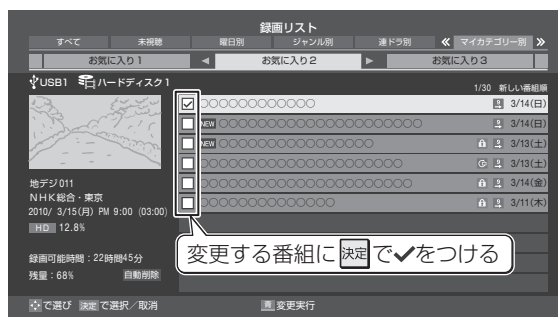 録画リスト
すべて 未視聴 曜日別 ジャンル別 連ドラ別 ≪ マイカテゴリー別 ≫
お気に入り1 ◀ お気に入り2 ▶ お気に入り3
USB1 ハードディスク1
1/30 新しい番組順
○○○○○○○○○○○○ 3/14(日)
NEW ○○○○○○○○○○○○○○○○○○○○○○ 3/14(日)
NEW ○○○○○○○○○○○○○○○○○ 3/13(土)
○○○○○○○○○○○○○○○○○○○○ 3/13(土)
○○○○○○○○○○○○○○○○○○○○○ 3/14(金)
○○○○○○○○○○○○○○ 3/11(木)
地デジ011
NHK総合・東京
2010/ 3/15(月) PM 9:00 (03:00)
HD 12.8%
変更する番組に 決定 で✔をつける
録画可能時間：22時間45分
残量：68% 自動削除
で選び 決定 で選択／取消 青 変更実行